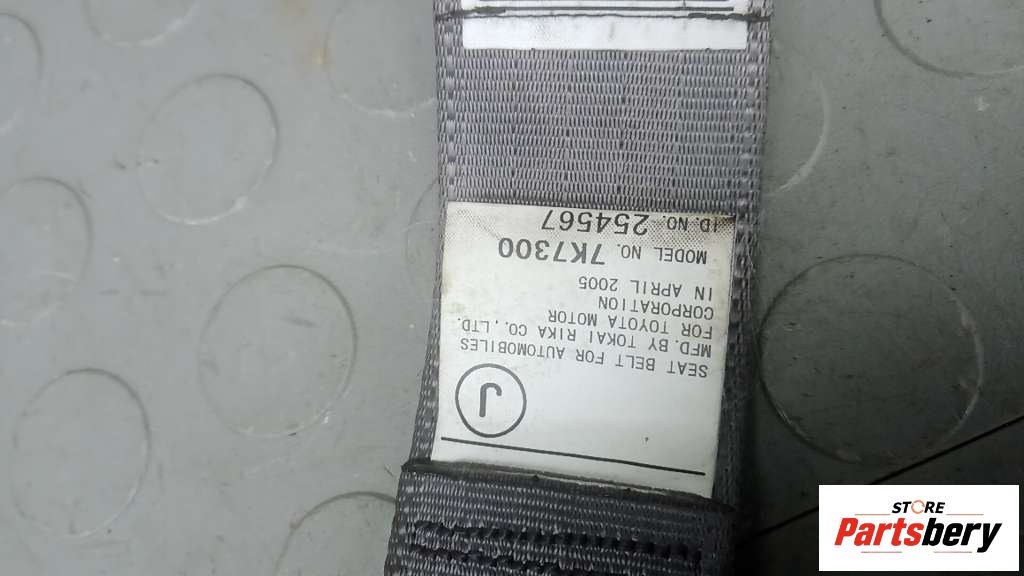 J
SEAT BELT FOR AUTOMOBILES
MFD. BY TOKAI RIKA CO., LTD.
FOR TOYOTA MOTOR
CORPORATION
IN APRIL 2005
MODEL NO. 7K7300
ID NO. 254567
STORE
Partsbery